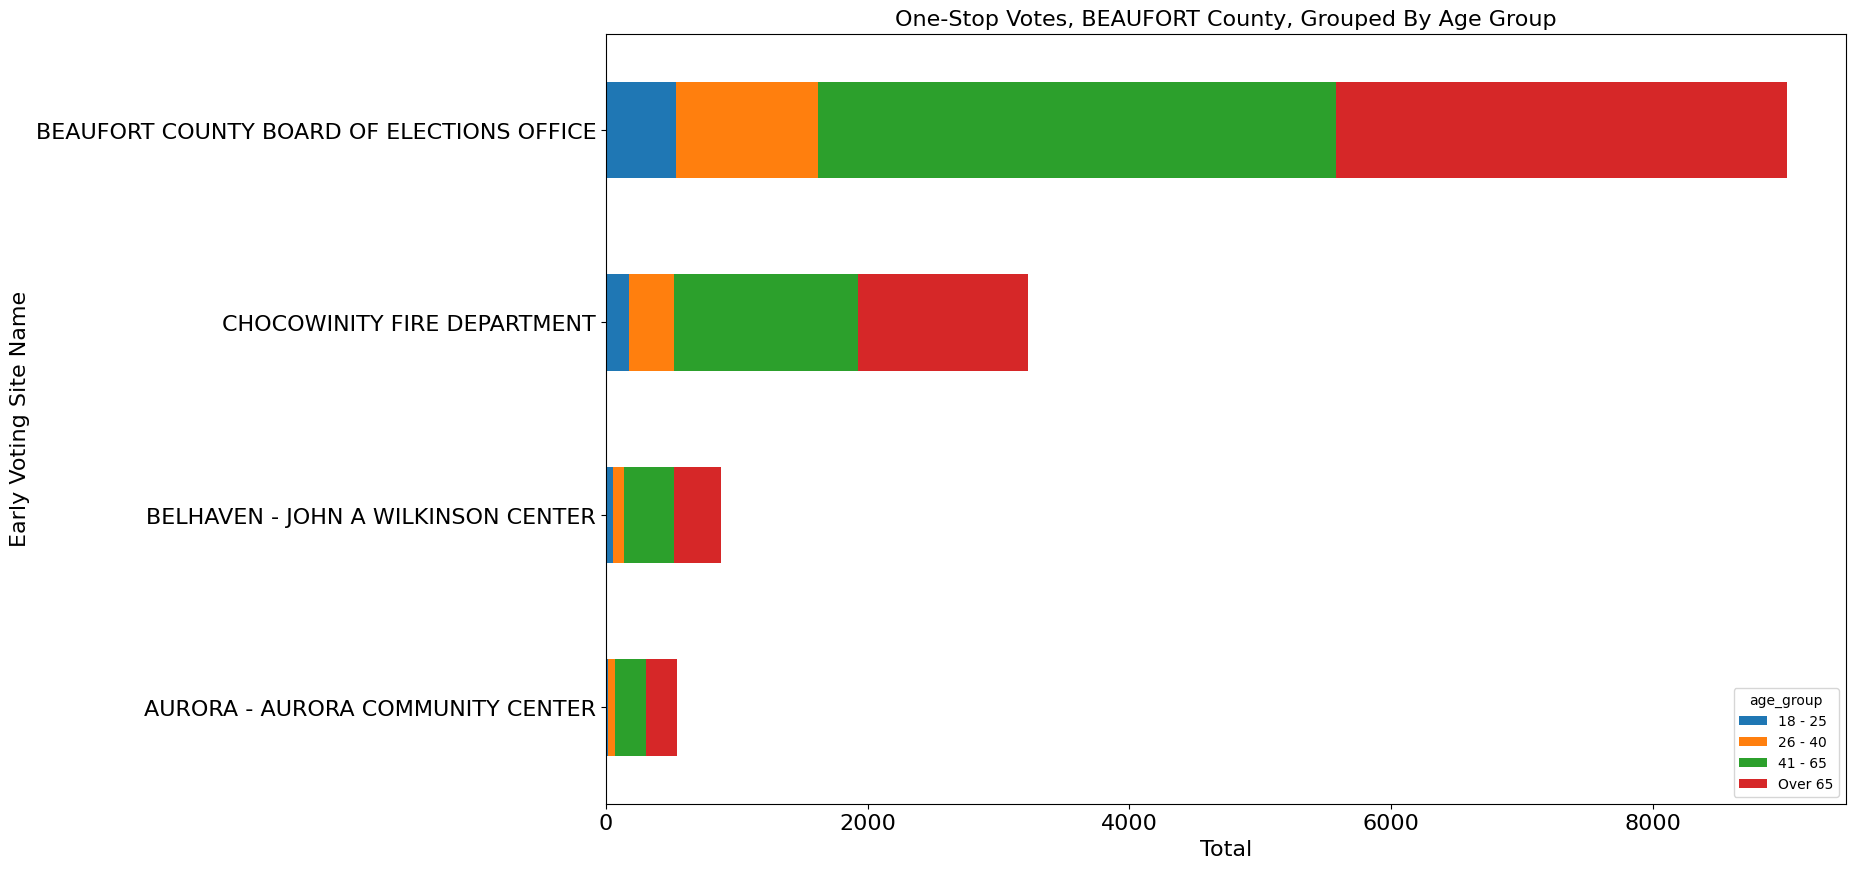 One-Stop Votes, BEAUFORT County, Grouped By Age Group
Early Voting Site Name
BEAUFORT COUNTY BOARD OF ELECTIONS OFFICE
CHOCOWINITY FIRE DEPARTMENT
BELHAVEN - JOHN A WILKINSON CENTER
AURORA - AURORA COMMUNITY CENTER
age_group
18 - 25
26 - 40
41 - 65
Over 65
0 2000 4000 6000 8000
Total